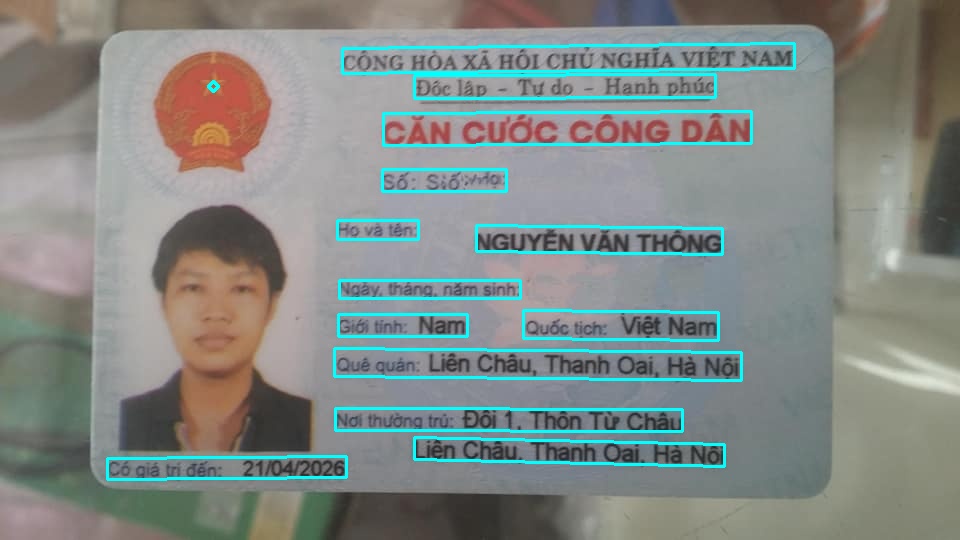 CỘNG HÒA XÃ HỘI CHỦ NGHĨA VIỆT NAM
Độc lập - Tự do - Hạnh phúc
CĂN CƯỚC CÔNG DÂN
Số:
Họ và tên: NGUYỄN VĂN THÔNG
Ngày, tháng, năm sinh:
Giới tính: Nam Quốc tịch: Việt Nam
Quê quán: Liên Châu, Thanh Oai, Hà Nội
Nơi thường trú: Đội 1, Thôn Từ Châu
Liên Châu, Thanh Oai, Hà Nội
Có giá trị đến: 21/04/2026